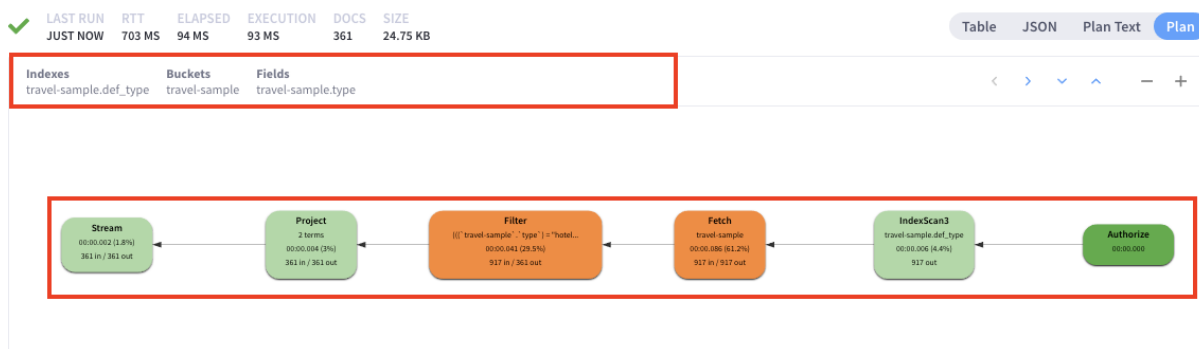 LAST RUN RTT ELAPSED EXECUTION DOCS SIZE
JUST NOW 703 MS 94 MS 93 MS 361 24.75 KB
Table JSON Plan Text Plan
Indexes Buckets Fields
travel-sample.def_type travel-sample travel-sample.type
Stream
00:00.002 (1.8%)
361 in / 361 out
Project
2 terms
00:00.004 (3%)
361 in / 361 out
Filter
(((`travel-sample`.`type`) = "hotel...
00:00.041 (29.5%)
917 in / 361 out
Fetch
travel-sample
00:00.086 (61.2%)
917 in / 917 out
IndexScan3
travel-sample.def_type
00:00.006 (4.4%)
917 out
Authorize
00:00.000